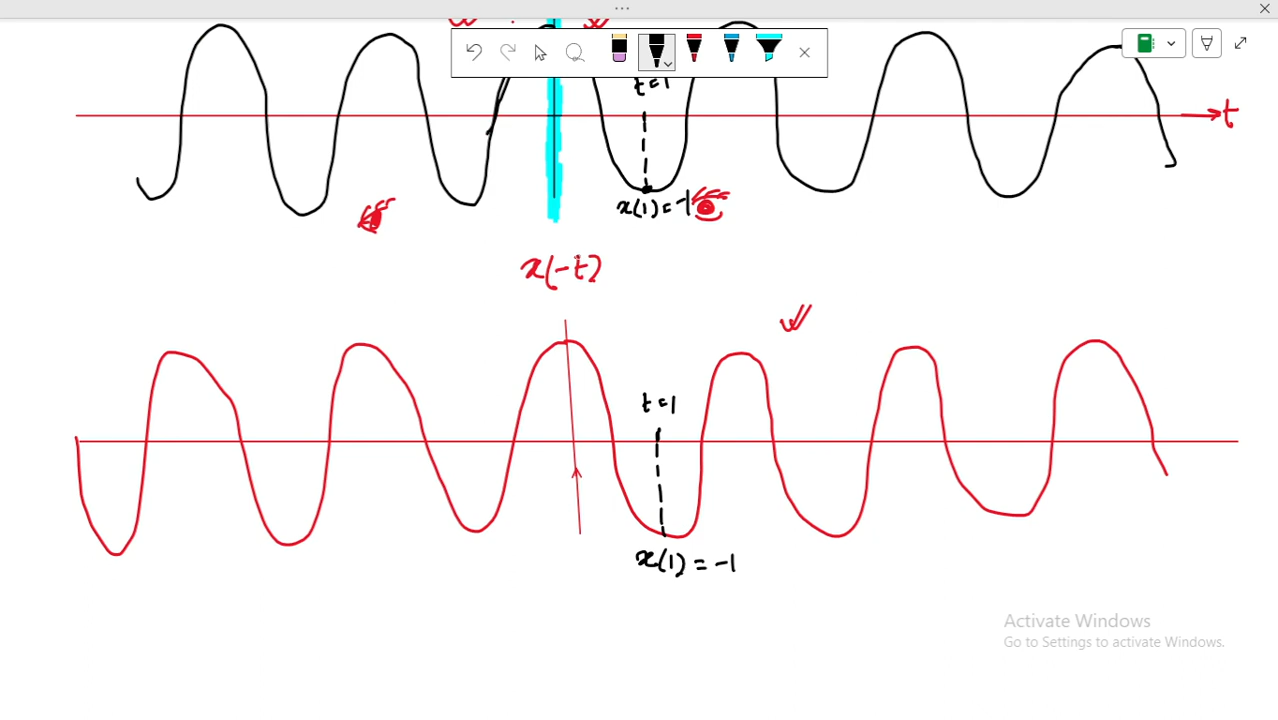 t=1
t
x(1) = -1
x(-t)
t=1
x(1) = -1
Activate Windows
Go to Settings to activate Windows.